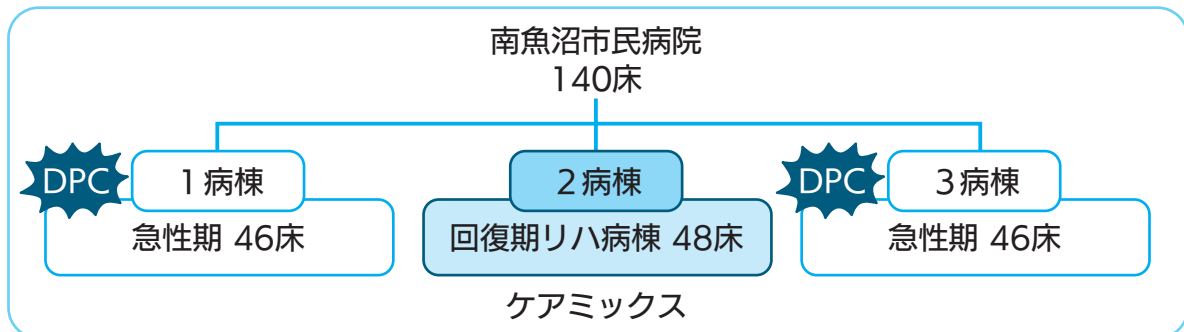 南魚沼市民病院
140床
DPC
1病棟
急性期 46床
2病棟
回復期リハ病棟 48床
DPC
3病棟
急性期 46床
ケアミックス